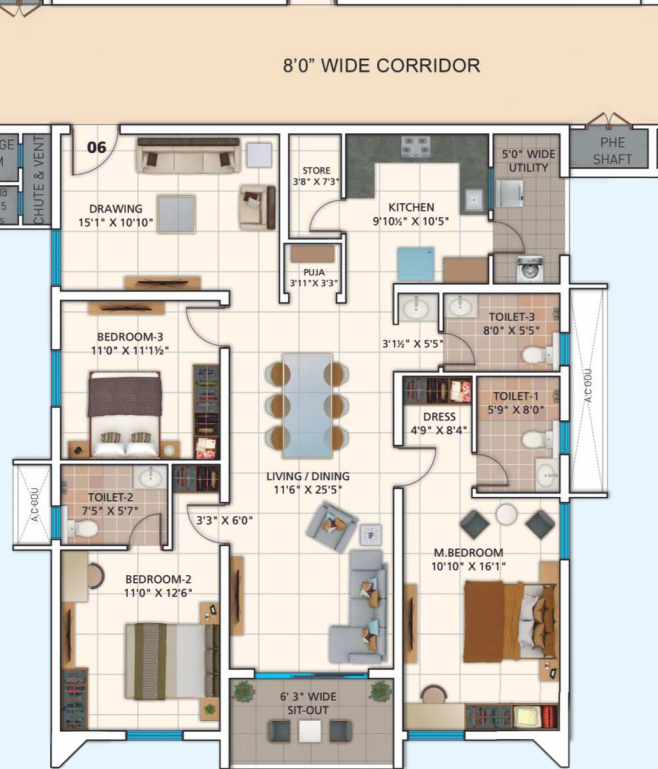 8'0" WIDE CORRIDOR
06
CHUTE & VENT
PHE
SHAFT
DRAWING
15'1" X 10'10"
STORE
3'8" X 7'3"
KITCHEN
9'10½" X 10'5"
5'0" WIDE
UTILITY
PUJA
3'11"X 3'3"
BEDROOM-3
11'0" X 11'1½"
3'1½" X 5'5"
TOILET-3
8'0" X 5'5"
A.C-ODU
DRESS
4'9" X 8'4"
TOILET-1
5'9" X 8'0"
LIVING / DINING
11'6" X 25'5"
A.C-ODU
TOILET-2
7'5" X 5'7"
3'3" X 6'0"
M.BEDROOM
10'10" X 16'1"
BEDROOM-2
11'0" X 12'6"
6' 3" WIDE
SIT-OUT